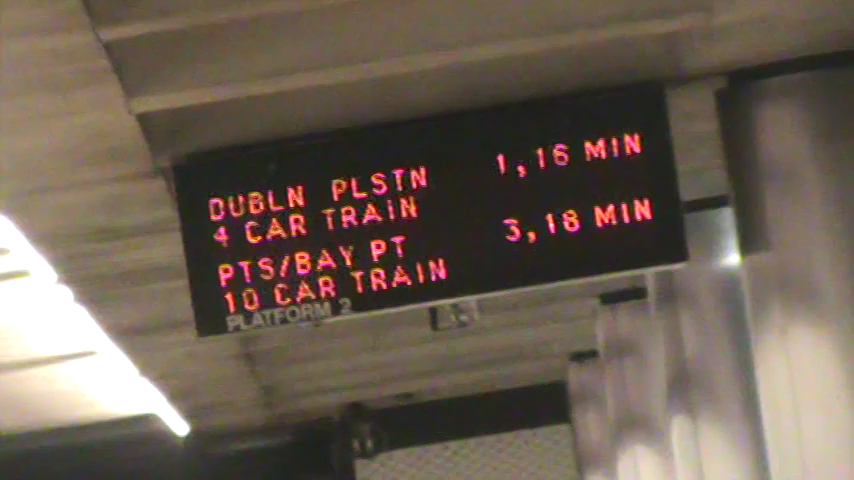 DUBLN PLSTN 1,16 MIN
4 CAR TRAIN
PTS/BAY PT 3,18 MIN
10 CAR TRAIN
PLATFORM 2